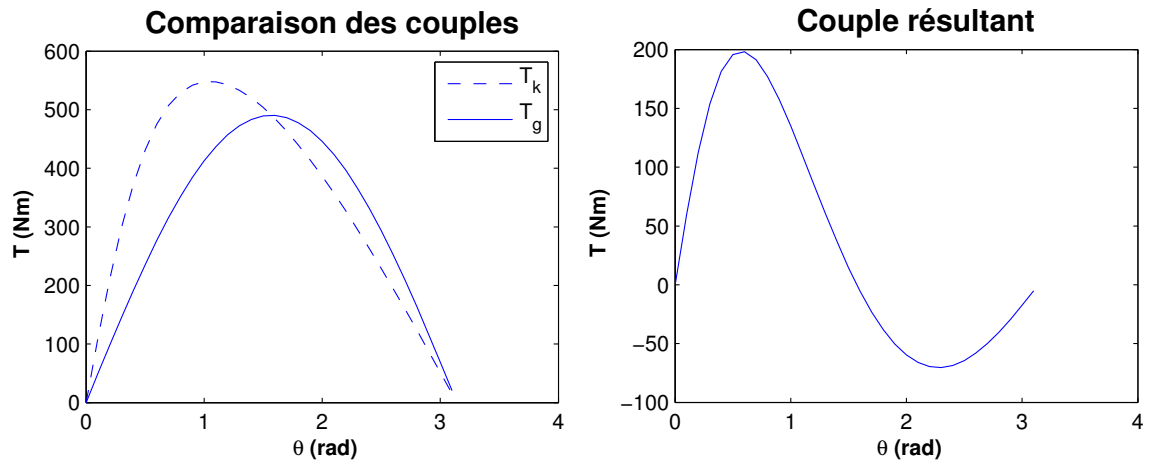 Comparaison des couples
600
500
400
300
200
100
0
0 1 2 3 4
T (Nm)
θ (rad)
T_k
T_g
Couple résultant
200
150
100
50
0
−50
−100
0 1 2 3 4
T (Nm)
θ (rad)